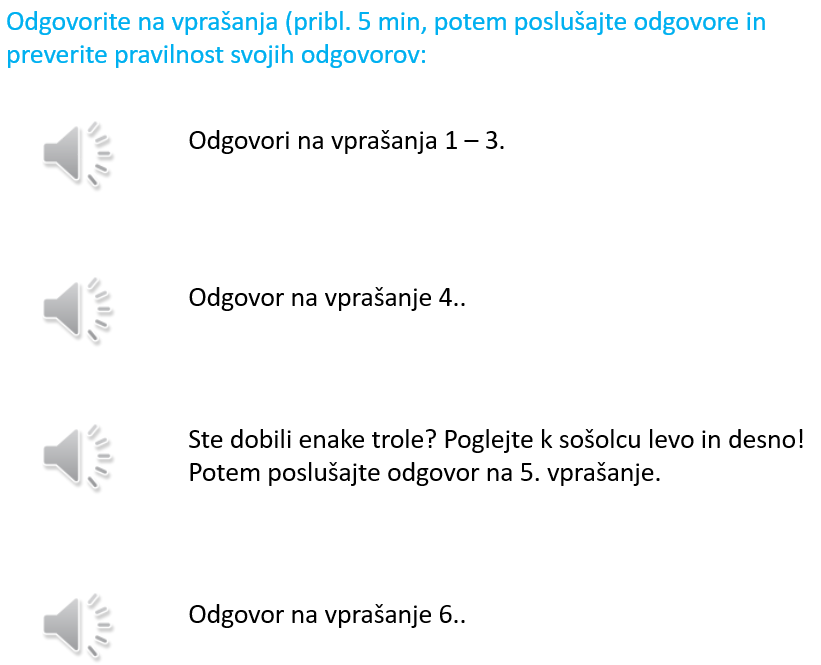 Odgovorite na vprašanja (pribl. 5 min, potem poslušajte odgovore in
preverite pravilnost svojih odgovorov:
Odgovori na vprašanja 1 – 3.
Odgovor na vprašanje 4..
Ste dobili enake trole? Poglejte k sošolcu levo in desno!
Potem poslušajte odgovor na 5. vprašanje.
Odgovor na vprašanje 6..